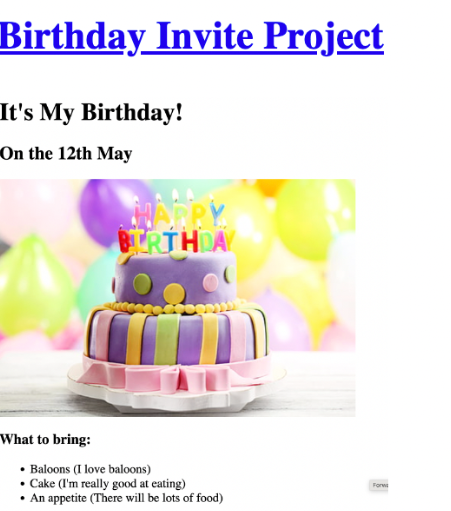 Birthday Invite Project
It's My Birthday!
On the 12th May
HAPPY
BIRTHDAY
What to bring:
Baloons (I love baloons)
Cake (I'm really good at eating)
An appetite (There will be lots of food)